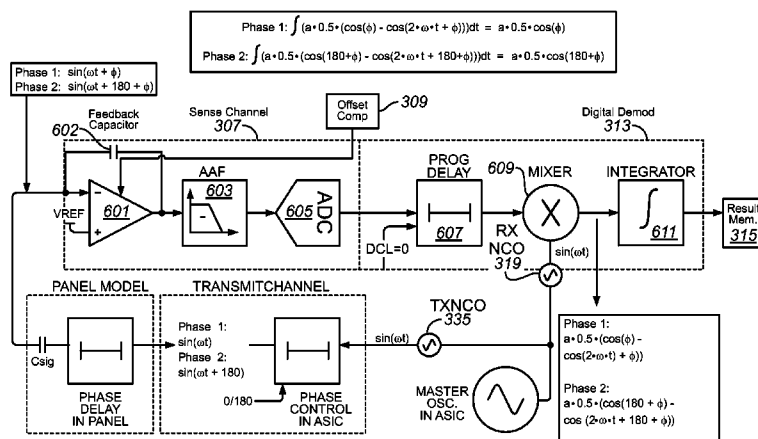 Phase 1: ∫(a•0.5•(cos(ϕ) - cos(2•ω•t + ϕ)))dt = a•0.5•cos(ϕ)
Phase 2: ∫(a•0.5•(cos(180+ϕ) - cos(2•ω•t + 180+ϕ)))dt = a•0.5•cos(180+ϕ)
Phase 1: sin(ωt + ϕ)
Phase 2: sin(ωt + 180 + ϕ)
Feedback
Capacitor
602
Sense Channel
307
Offset
Comp
309
Digital Demod
313
VREF
-
+
601
AAF
603
605
ADC
PROG
DELAY
607
DCL=0
609
MIXER
X
RX
NCO
319
sin(ωt)
INTEGRATOR
∫
611
Result
Mem.
315
PANEL MODEL
Csig
PHASE
DELAY
IN PANEL
TRANSMITCHANNEL
Phase 1:
sin(ωt)
Phase 2:
sin(ωt + 180)
0/180
PHASE
CONTROL
IN ASIC
sin(ωt)
TXNCO
335
MASTER
OSC.
IN ASIC
Phase 1:
a•0.5•(cos(ϕ) -
cos(2•ω•t) + ϕ))
Phase 2:
a•0.5•(cos(180 + ϕ) -
cos (2•ω•t + 180 + ϕ))